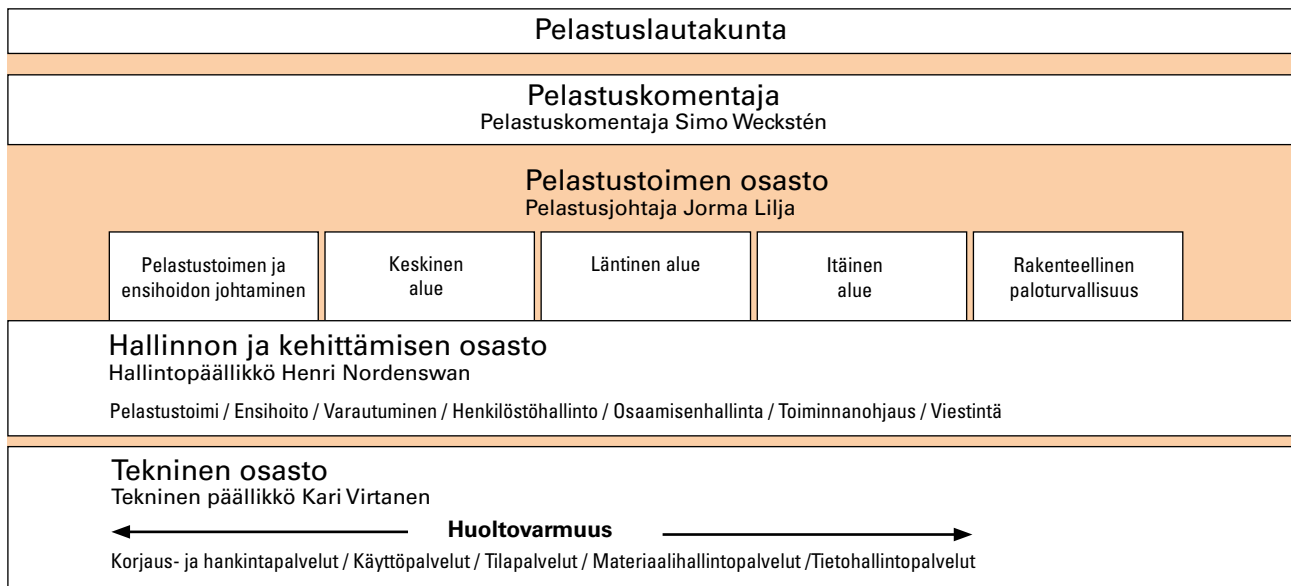 Pelastuslautakunta
Pelastuskomentaja
Pelastuskomentaja Simo Weckstén
Pelastustoimen osasto
Pelastusjohtaja Jorma Lilja
Pelastustoimen ja
ensihoidon johtaminen
Keskinen
alue
Läntinen alue
Itäinen
alue
Rakenteellinen
paloturvallisuus
Hallinnon ja kehittämisen osasto
Hallintopäällikkö Henri Nordenswan
Pelastustoimi / Ensihoito / Varautuminen / Henkilöstöhallinto / Osaamisenhallinta / Toiminnanohjaus / Viestintä
Tekninen osasto
Tekninen päällikkö Kari Virtanen
Huoltovarmuus
Korjaus- ja hankintapalvelut / Käyttöpalvelut / Tilapalvelut / Materiaalihallintopalvelut /Tietohallintopalvelut